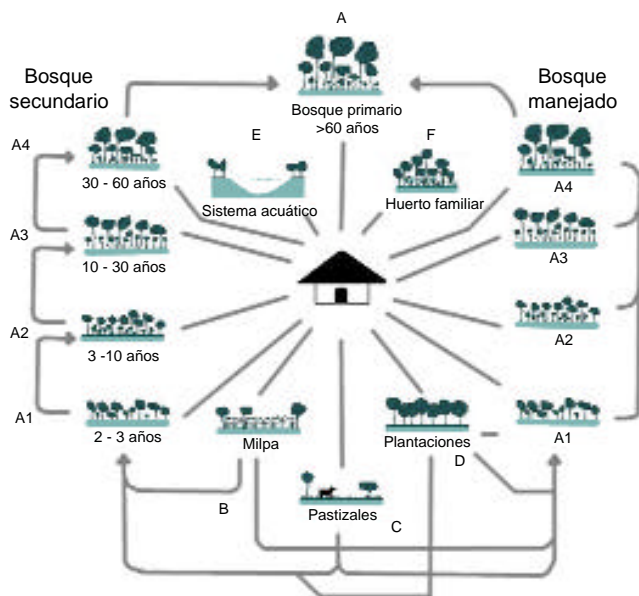 A
Bosque
secundario
Bosque
manejado
Bosque primario
>60 años
A4
30 - 60 años
E
Sistema acuático
F
Huerto familiar
A4
A3
10 - 30 años
A3
A2
3 -10 años
A2
A1
2 - 3 años
Milpa
Plantaciones
A1
D
B
Pastizales
C